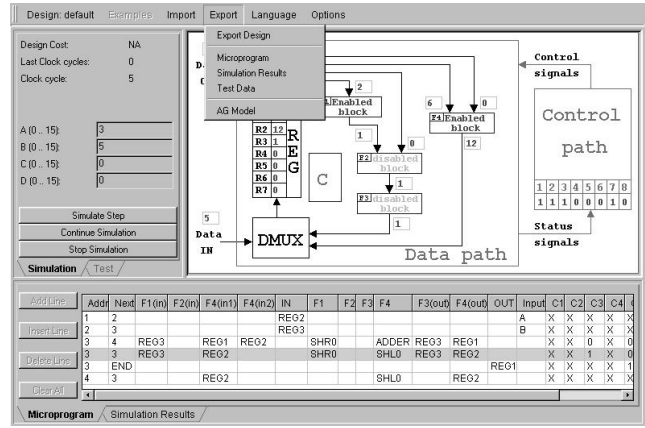 Design: default Examples Import Export Language Options
Export Design
Microprogram
Simulation Results
Test Data
AG Model
Design Cost: NA
Last Clock cycles: 0
Clock cycle: 5
A (0 .. 15): 3
B (0 .. 15): 5
C (0 .. 15): 0
D (0 .. 15): 0
Simulate Step
Continue Simulation
Stop Simulation
Simulation Test
2
Enabled
block
6 0
F4 Enabled
block
1 0 12
R2 12
R3 1
R4 0
R5 0
R6 0
R7 0
REG
C
F2 disabled
block
1
F3 disabled
block
1
5
Data
IN
DMUX
Data path
Control
signals
Control
path
1 2 3 4 5 6 7 8
1 1 1 0 0 0 1 0
Status
signals
Add Line
Insert Line
Delete Line
Clear All
Addr Next F1(in) F2(in) F4(in1) F4(in2) IN F1 F2 F3 F4 F3(out) F4(out) OUT Input C1 C2 C3 C4
1 2 REG2 A X X X X X
2 3 REG3 B X X X X X
3 4 REG3 REG1 REG2 SHR0 ADDER REG3 REG1 X X 0 X 0
3 3 REG3 REG2 SHR0 SHL0 REG3 REG2 X X 1 X 0
3 END REG1 X X X X 1
4 3 REG2 SHL0 REG2 X X X X X
Microprogram Simulation Results